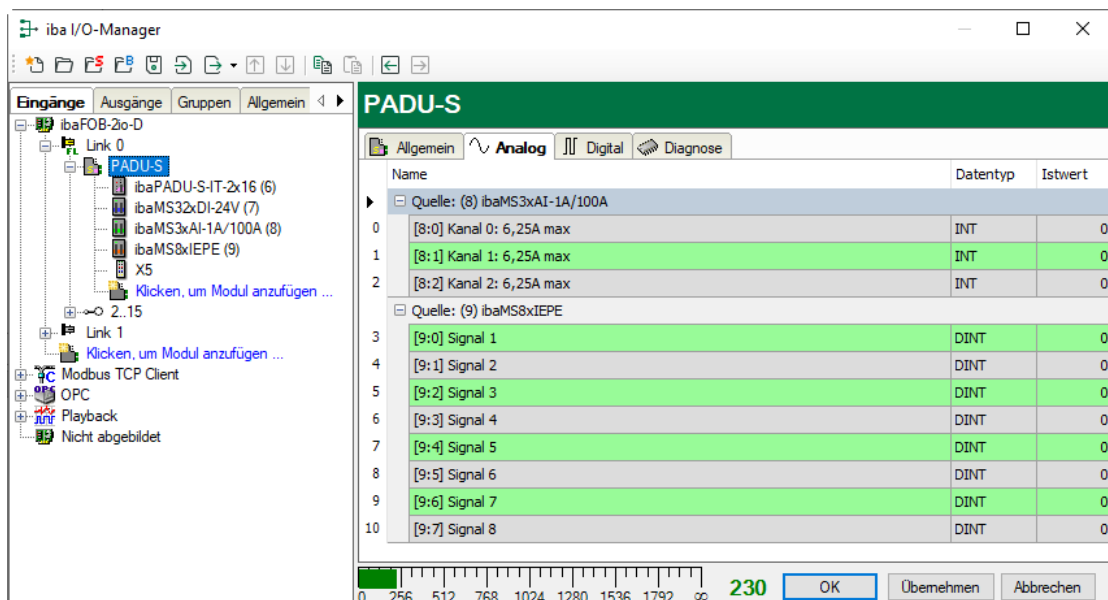 iba I/O-Manager
Eingänge Ausgänge Gruppen Allgemein
ibaFOB-2io-D
Link 0
PADU-S
ibaPADU-S-IT-2x16 (6)
ibaMS32xDI-24V (7)
ibaMS3xAI-1A/100A (8)
ibaMS8xIEPE (9)
X5
Klicken, um Modul anzufügen ...
2..15
Link 1
Klicken, um Modul anzufügen ...
Modbus TCP Client
OPC
Playback
Nicht abgebildet
PADU-S
Allgemein Analog Digital Diagnose
Name Datentyp Istwert
Quelle: (8) ibaMS3xAI-1A/100A
0 [8:0] Kanal 0: 6,25A max INT 0
1 [8:1] Kanal 1: 6,25A max INT 0
2 [8:2] Kanal 2: 6,25A max INT 0
Quelle: (9) ibaMS8xIEPE
3 [9:0] Signal 1 DINT 0
4 [9:1] Signal 2 DINT 0
5 [9:2] Signal 3 DINT 0
6 [9:3] Signal 4 DINT 0
7 [9:4] Signal 5 DINT 0
8 [9:5] Signal 6 DINT 0
9 [9:6] Signal 7 DINT 0
10 [9:7] Signal 8 DINT 0
0 256 512 768 1024 1280 1536 1792 ∞ 230 OK Übernehmen Abbrechen